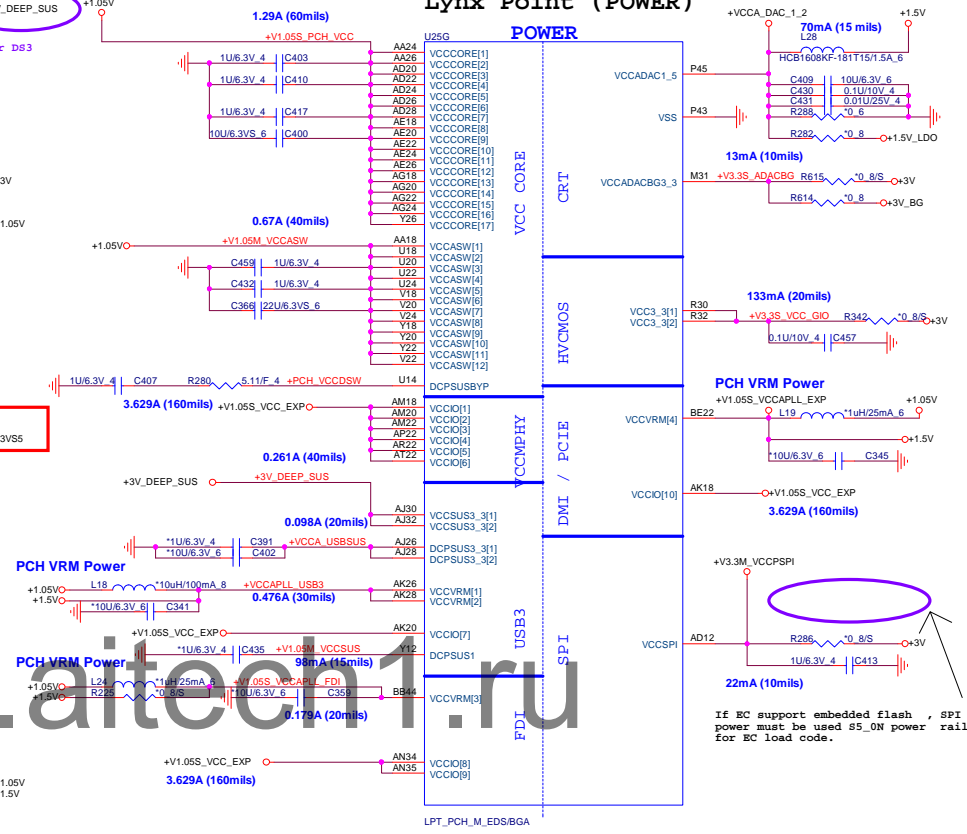 Lynx Point (POWER)
_DEEP_SUS
+1.05V
r DS3
1.29A (60mils)
+V1.05S_PCH_VCC
U25G
POWER
+VCCA_DAC_1_2
+1.5V
70mA (15 mils)
L28
HCB1608KF-181T15/1.5A_6
1U/6.3V_4 C403
1U/6.3V_4 C410
1U/6.3V_4 C417
10U/6.3VS_6 C400
AA24 VCCCORE[1]
AA26 VCCCORE[2]
AD20 VCCCORE[3]
AD22 VCCCORE[4]
AD24 VCCCORE[5]
AD26 VCCCORE[6]
AD28 VCCCORE[7]
AE18 VCCCORE[8]
AE20 VCCCORE[9]
AE22 VCCCORE[10]
AE24 VCCCORE[11]
AE26 VCCCORE[12]
AG18 VCCCORE[13]
AG20 VCCCORE[14]
AG22 VCCCORE[15]
AG24 VCCCORE[16]
Y26 VCCCORE[17]
VCC CORE
CRT
VCCADAC1_5 P45
VSS P43
VCCADACBG3_3 M31
C409 10U/6.3V_6
C430 0.1U/10V_4
C431 0.01U/25V_4
R288 *0_6
R282 *0_8 +1.5V_LDO
13mA (10mils)
+V3.3S_ADACBG R615 *0_8/S +3V
R614 *0_8 +3V_BG
3V
1.05V
0.67A (40mils)
+1.05V +V1.05M_VCCASW
C459 1U/6.3V_4
C432 1U/6.3V_4
C366 22U/6.3VS_6
AA18 VCCASW[1]
U18 VCCASW[2]
U20 VCCASW[3]
U22 VCCASW[4]
U24 VCCASW[5]
V18 VCCASW[6]
V20 VCCASW[7]
V24 VCCASW[8]
Y18 VCCASW[9]
Y20 VCCASW[10]
Y22 VCCASW[11]
V22 VCCASW[12]
HVCMOS
VCC3_3[1] R30
VCC3_3[2] R32
133mA (20mils)
+V3.3S_VCC_GIO R342 *0_8/S +3V
0.1U/10V_4 C457
1U/6.3V_4 C407 R280 5.11/F_4 +PCH_VCCDSW U14 DCPSUSBYP
3.629A (160mils) +V1.05S_VCC_EXP
AM18 VCCIO[1]
AM20 VCCIO[2]
AM22 VCCIO[3]
AP22 VCCIO[4]
AR22 VCCIO[5]
AT22 VCCIO[6]
VCCMPHY
DMI / PCIE
PCH VRM Power
+V1.05S_VCCAPLL_EXP
VCCVRM[4] BE22
L19 *1uH/25mA_6 +1.05V
+1.5V
*10U/6.3V_6 C345
3VS5
0.261A (40mils)
+3V_DEEP_SUS +3V_DEEP_SUS
0.098A (20mils)
AJ30 VCCSUS3_3[1]
AJ32 VCCSUS3_3[2]
VCCIO[10] AK18 +V1.05S_VCC_EXP
3.629A (160mils)
*1U/6.3V_4 C391 +VCCA_USBSUS
*10U/6.3V_6 C402
AJ26 DCPSUS3_3[1]
AJ28 DCPSUS3_3[2]
PCH VRM Power
+1.05V L18 *10uH/100mA_8 +VCCAPLL_USB3
+1.5V
0.476A (30mils)
*10U/6.3V_6 C341
AK26 VCCVRM[1]
AK28 VCCVRM[2]
USB3
SPI
+V3.3M_VCCPSPI
+V1.05S_VCC_EXP AK20 VCCIO[7]
*1U/6.3V_4 C435 +V1.05M_VCCSUS Y12 DCPSUS1
98mA (15mils)
VCCSPI AD12
R286 *0_8/S +3V
1U/6.3V_4 C413
22mA (10mils)
PCH VRM Power
+1.05V L24 *1uH/25mA_6 +V1.05S_VCCAPLL_FDI
+1.5V R225 *0_8/S
*10U/6.3V_6 C359
0.179A (20mils)
BB44 VCCVRM[3]
FDI
If EC support embedded flash , SPI
power must be used S5_0N power rail
for EC load code.
.aitech1.ru
+V1.05S_VCC_EXP
3.629A (160mils)
AN34 VCCIO[8]
AN35 VCCIO[9]
1.05V
1.5V
LPT_PCH_M_EDS/BGA